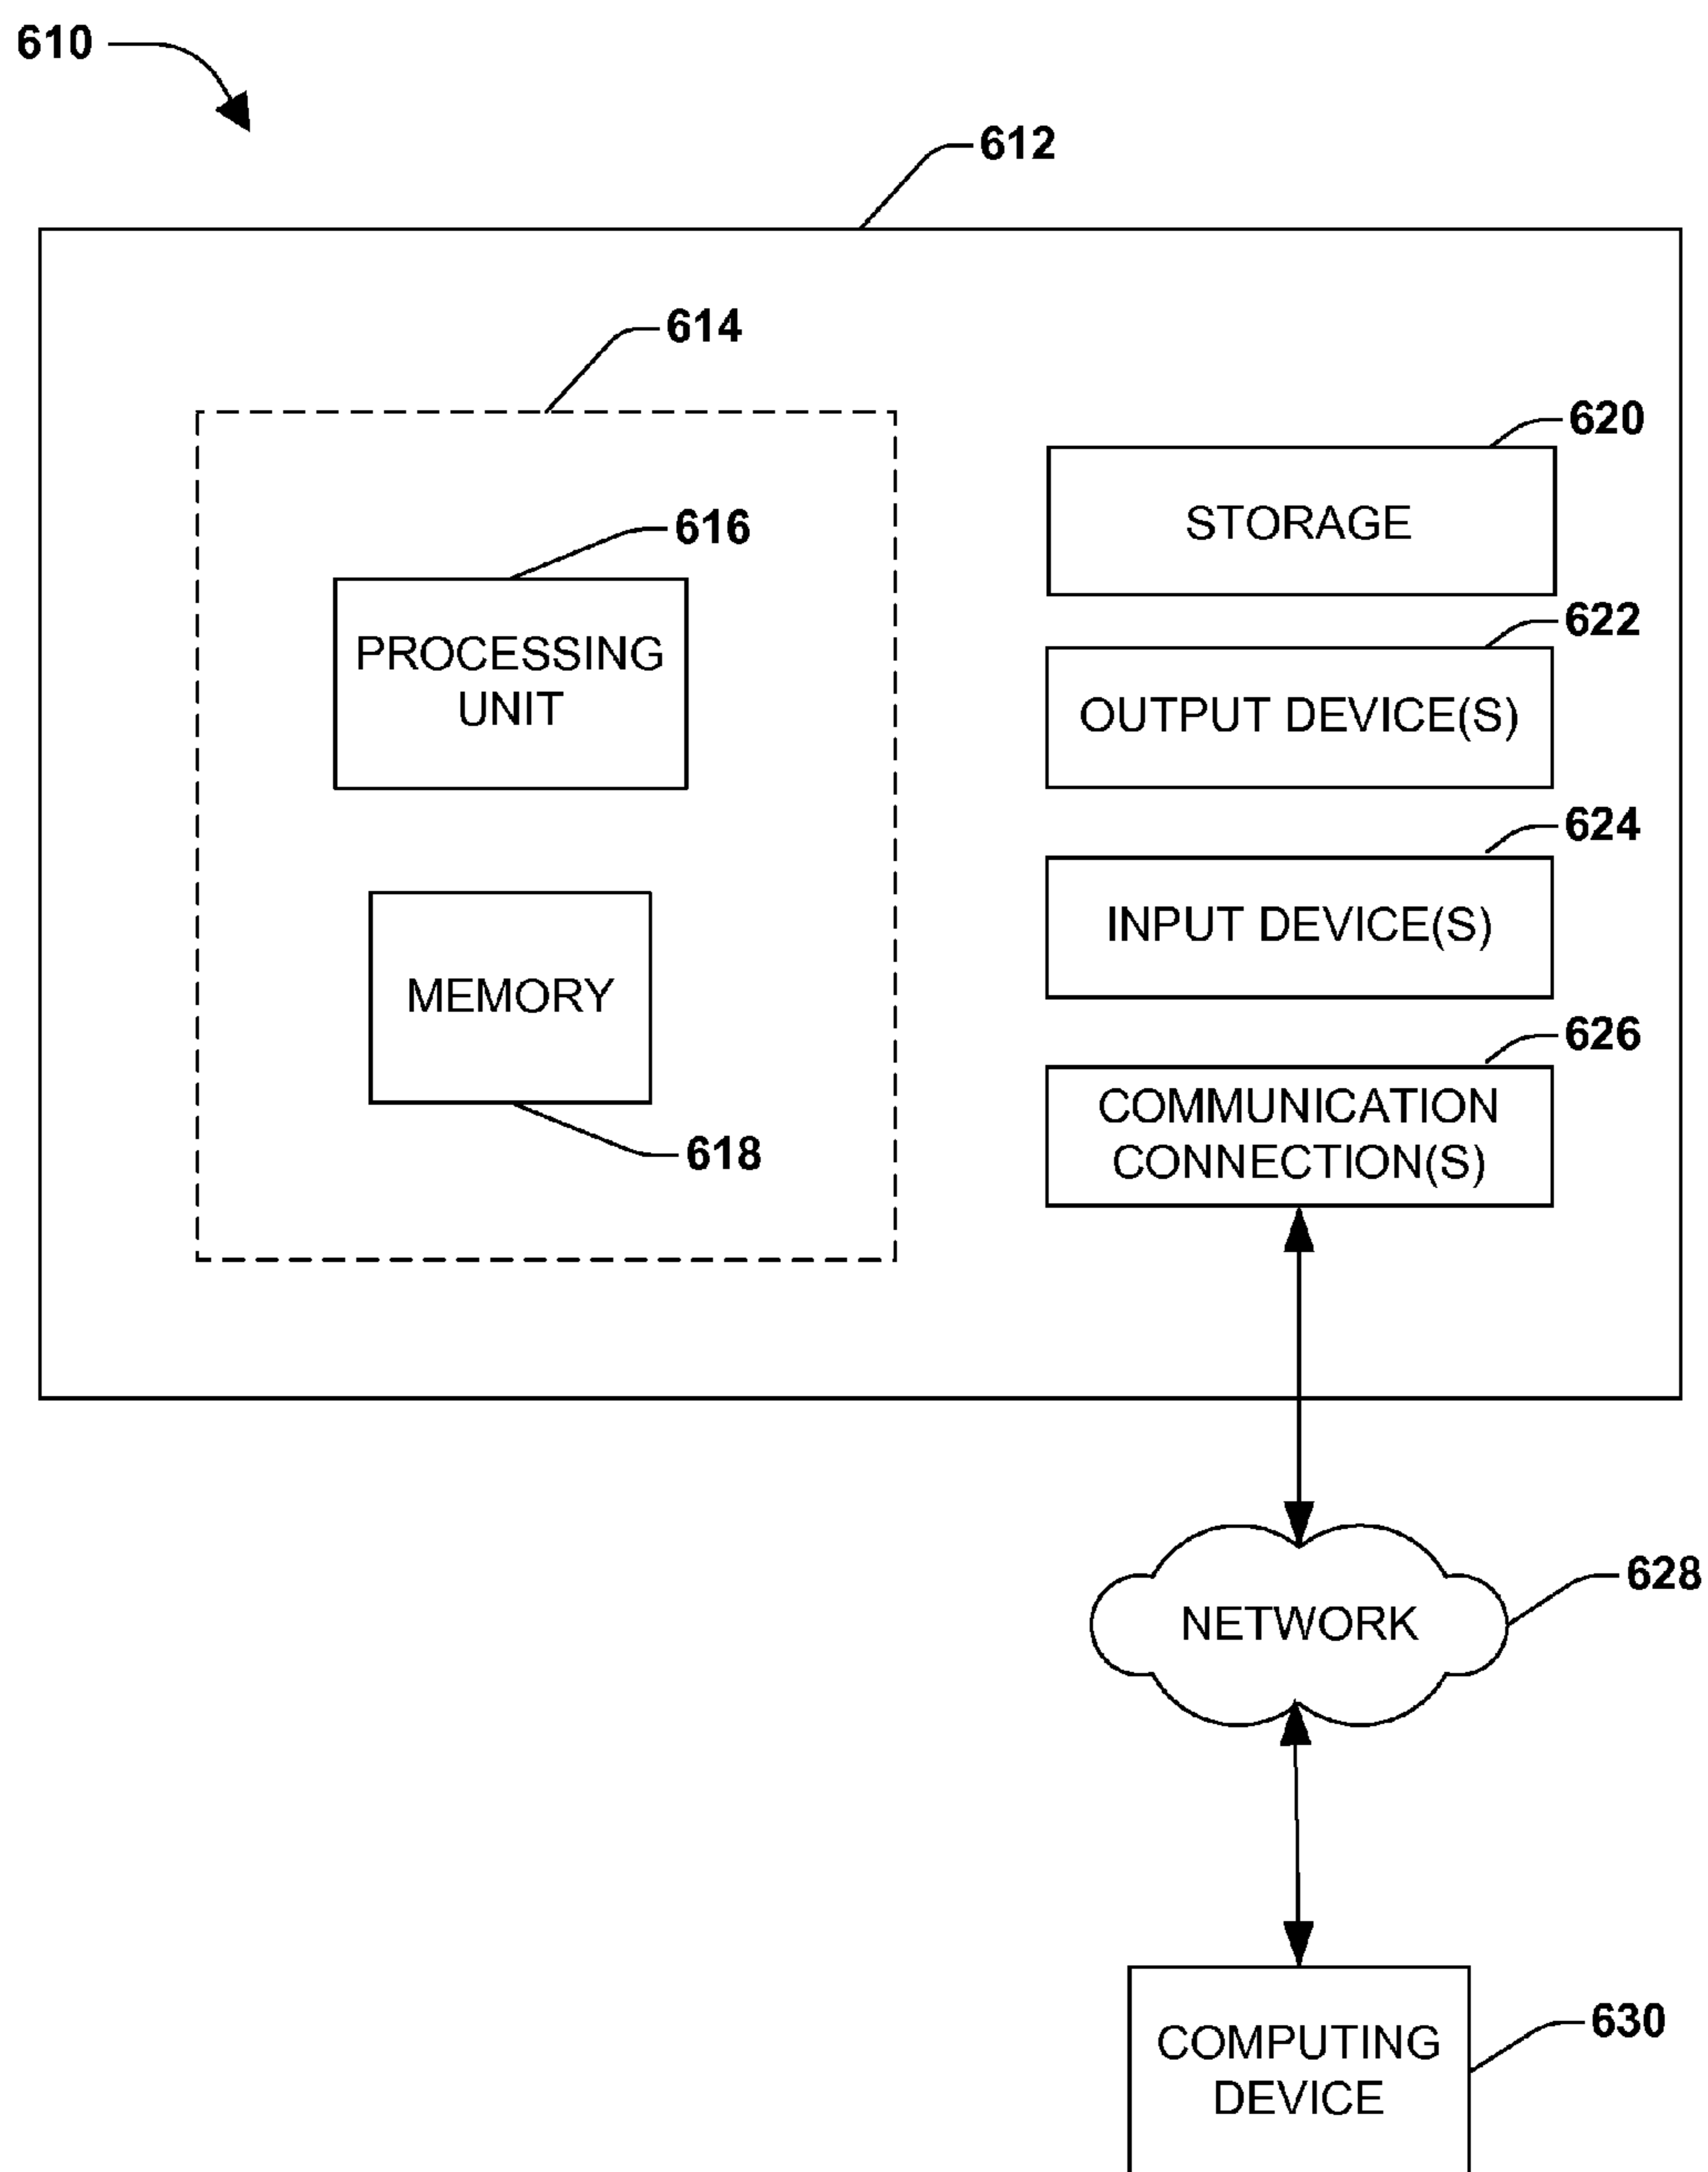 610
612
614
620
STORAGE
616
622
PROCESSING
UNIT
OUTPUT DEVICE(S)
624
INPUT DEVICE(S)
MEMORY
626
COMMUNICATION
CONNECTION(S)
618
628
NETWORK
630
COMPUTING
DEVICE